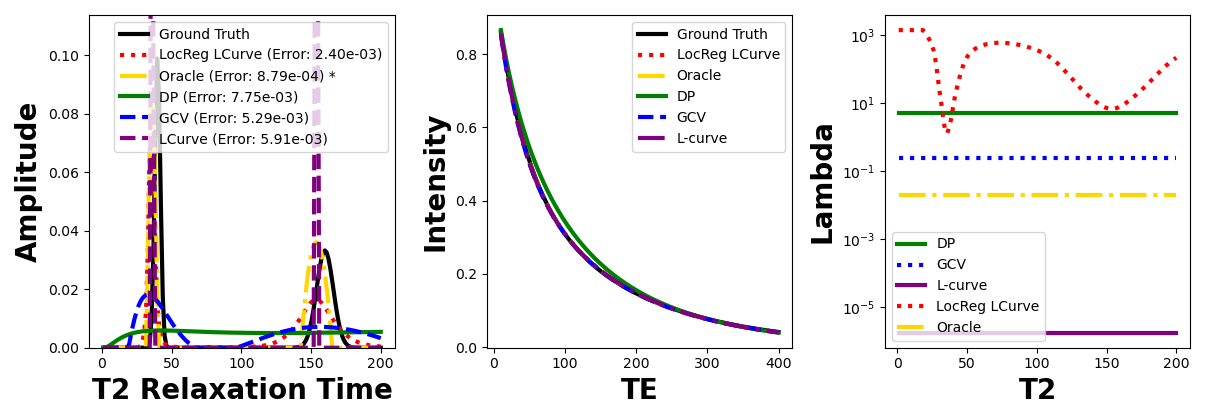 Amplitude
0.10
0.08
0.06
0.04
0.02
0.00
Ground Truth
LocReg LCurve (Error: 2.40e-03)
Oracle (Error: 8.79e-04) *
DP (Error: 7.75e-03)
GCV (Error: 5.29e-03)
LCurve (Error: 5.91e-03)
0 50 100 150 200
T2 Relaxation Time
Intensity
0.8
0.6
0.4
0.2
0.0
Ground Truth
LocReg LCurve
Oracle
DP
GCV
L-curve
0 100 200 300 400
TE
Lambda
10³
10¹
10⁻¹
10⁻³
10⁻⁵
DP
GCV
L-curve
LocReg LCurve
Oracle
0 50 100 150 200
T2